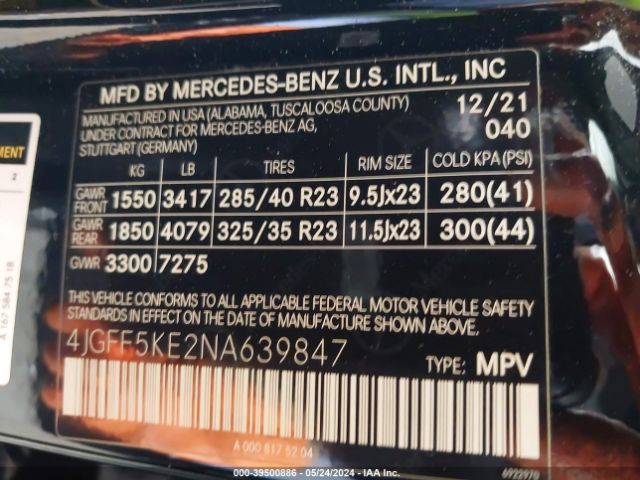 MFD BY MERCEDES-BENZ U.S. INTL., INC
MANUFACTURED IN USA (ALABAMA, TUSCALOOSA COUNTY) 12/21
UNDER CONTRACT FOR MERCEDES-BENZ AG, 040
STUTTGART (GERMANY)
KG LB TIRES RIM SIZE COLD KPA (PSI)
GAWR FRONT 1550 3417 285/40 R23 9.5Jx23 280(41)
GAWR REAR 1850 4079 325/35 R23 11.5Jx23 300(44)
GVWR 3300 7275
THIS VEHICLE CONFORMS TO ALL APPLICABLE FEDERAL MOTOR VEHICLE SAFETY
STANDARDS IN EFFECT ON THE DATE OF MANUFACTURE SHOWN ABOVE.
4JGFF5KE2NA639847
TYPE: MPV
A 000 817 52 04
6922970
2
A 167 584 75 18
000-39500886 - 05/24/2024 - IAA Inc.